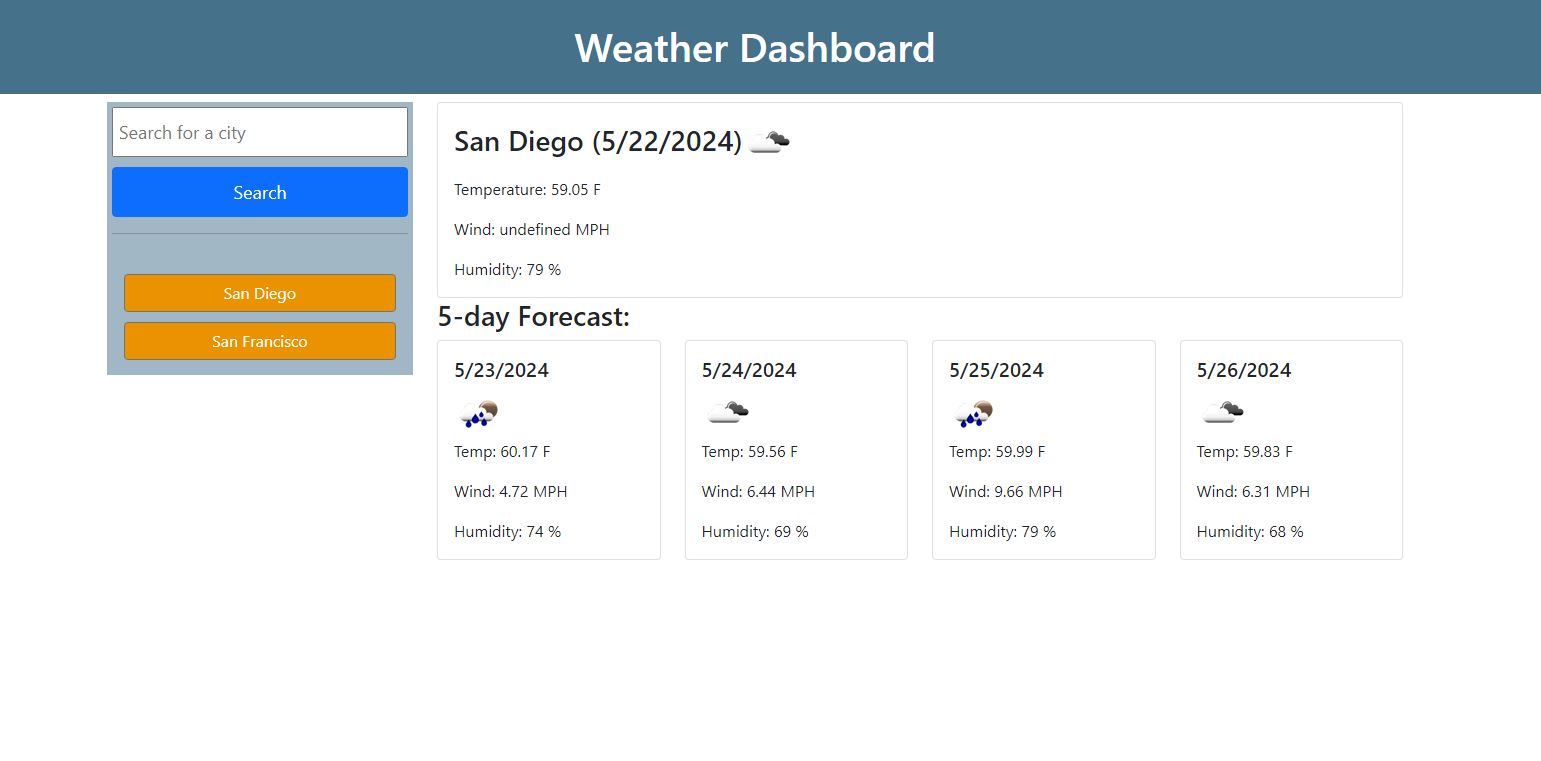 Weather Dashboard
Search for a city
Search
San Diego
San Francisco
San Diego (5/22/2024)
Temperature: 59.05 F
Wind: undefined MPH
Humidity: 79 %
5-day Forecast:
5/23/2024
Temp: 60.17 F
Wind: 4.72 MPH
Humidity: 74 %
5/24/2024
Temp: 59.56 F
Wind: 6.44 MPH
Humidity: 69 %
5/25/2024
Temp: 59.99 F
Wind: 9.66 MPH
Humidity: 79 %
5/26/2024
Temp: 59.83 F
Wind: 6.31 MPH
Humidity: 68 %